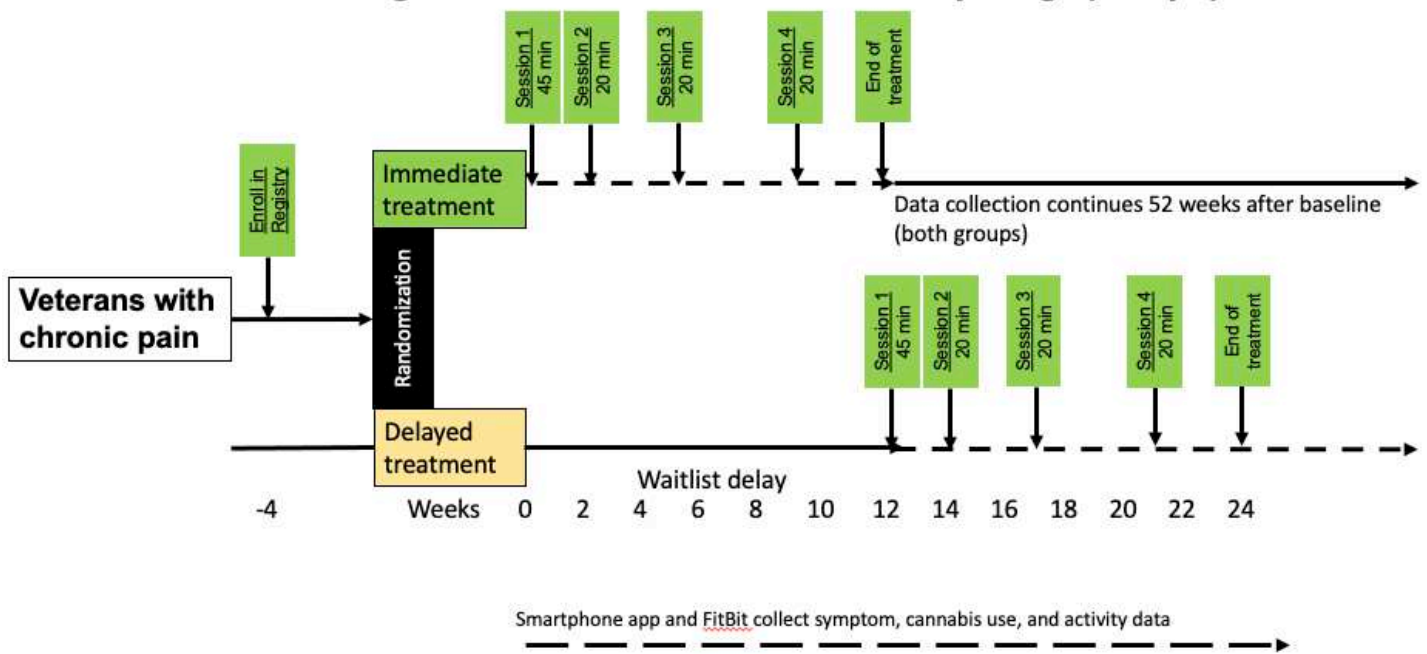 Session 1
45 min
Session 2
20 min
Session 3
20 min
Session 4
20 min
End of
treatment
Enroll in
Registry
Immediate
treatment
Data collection continues 52 weeks after baseline
(both groups)
Veterans with
chronic pain
Randomization
Session 1
45 min
Session 2
20 min
Session 3
20 min
Session 4
20 min
End of
treatment
Delayed
treatment
Waitlist delay
-4 Weeks 0 2 4 6 8 10 12 14 16 18 20 22 24
Smartphone app and FitBit collect symptom, cannabis use, and activity data